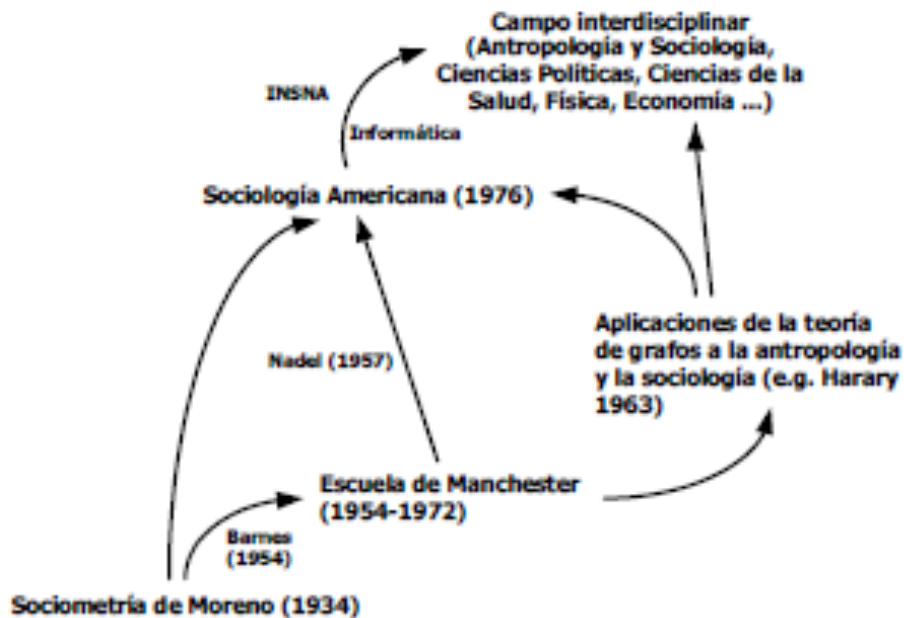 Campo interdisciplinar
(Antropología y Sociología,
Ciencias Políticas, Ciencias de la
Salud, Física, Economía ...)
INSNA
Informática
Sociología Americana (1976)
Aplicaciones de la teoría
de grafos a la antropología
y la sociología (e.g. Harary
1963)
Nadel (1957)
Escuela de Manchester
(1954-1972)
Barnes
(1954)
Sociometría de Moreno (1934)